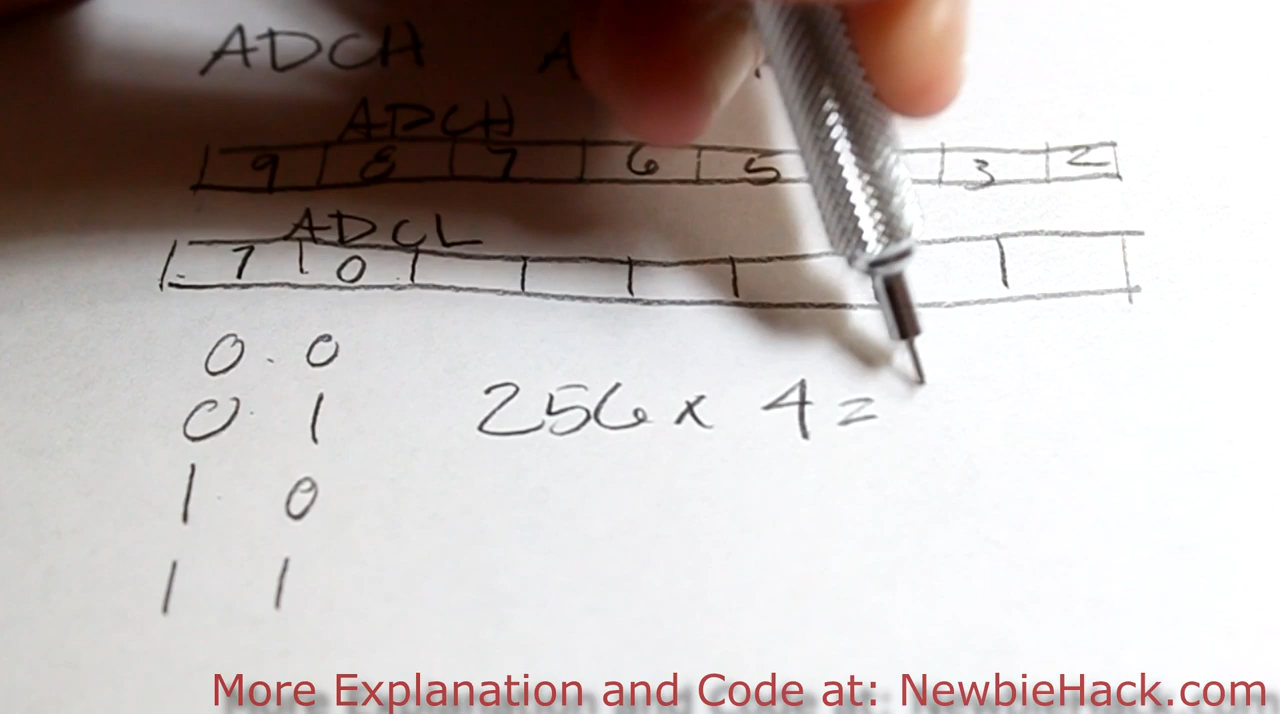 ADCH A
ADCH
9 8 7 6 5 3 2
ADCL
7 0
0 0
0 1
256 x 4 =
1 0
1 1
More Explanation and Code at: NewbieHack.com